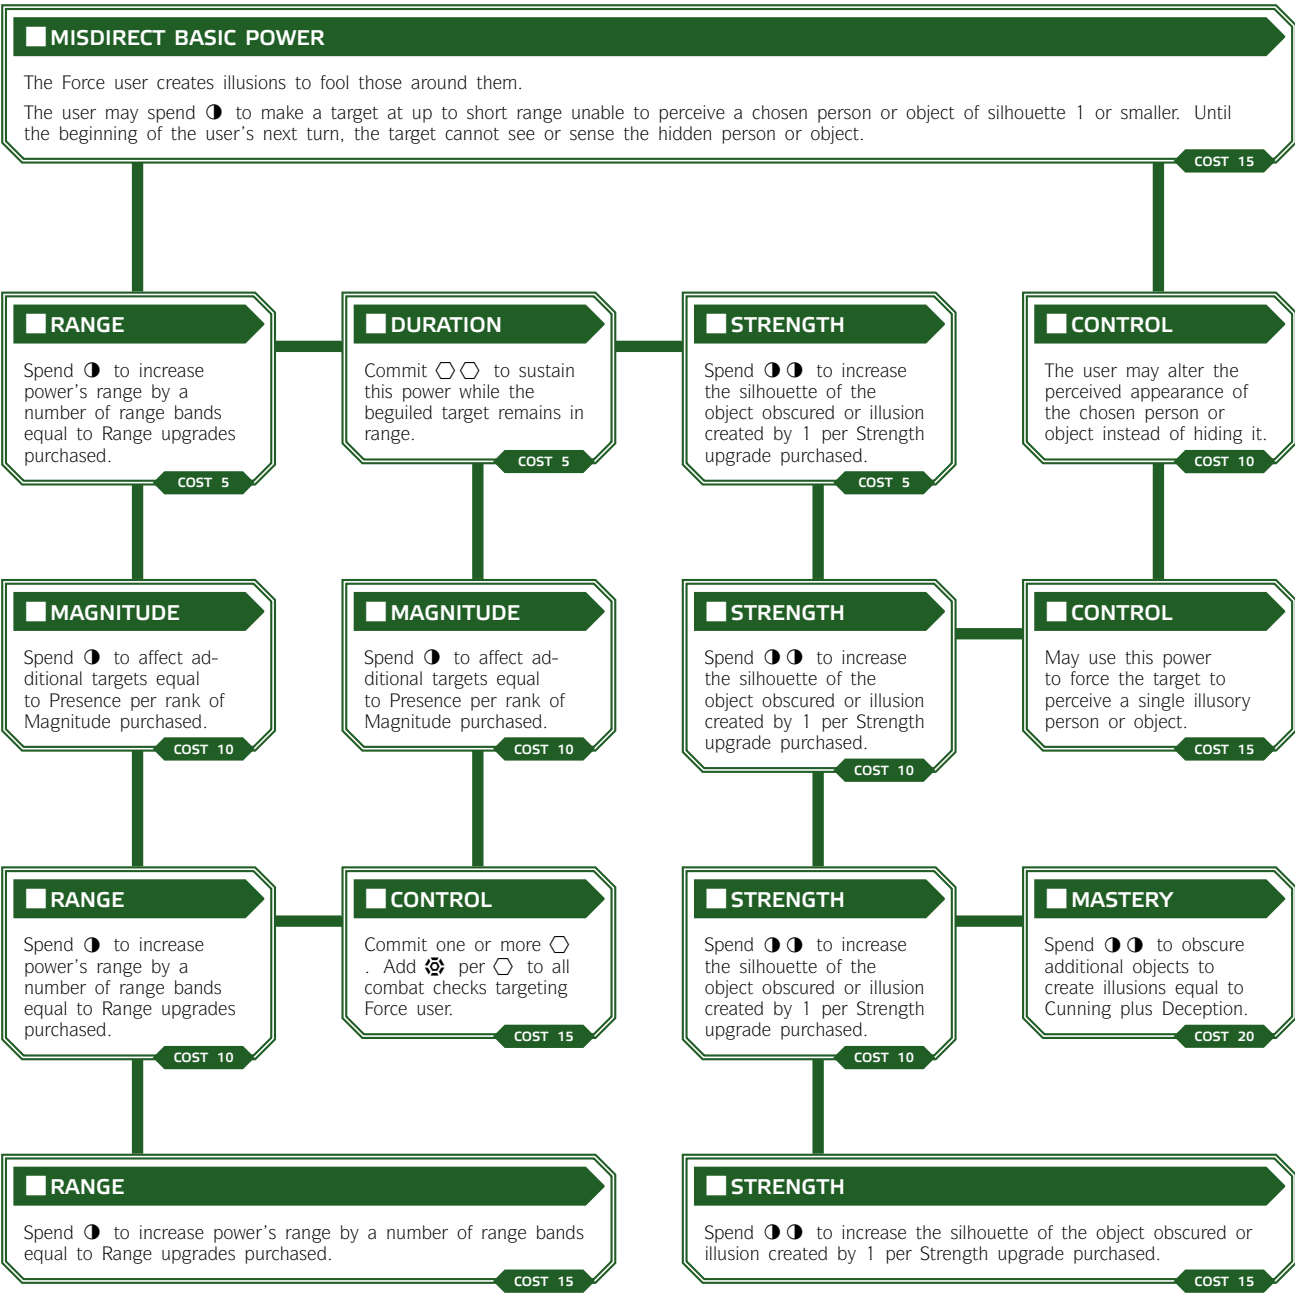 MISDIRECT BASIC POWER
The Force user creates illusions to fool those around them.
The user may spend ◑ to make a target at up to short range unable to perceive a chosen person or object of silhouette 1 or smaller. Until
the beginning of the user's next turn, the target cannot see or sense the hidden person or object.
COST 15
RANGE
Spend ◑ to increase
power's range by a
number of range bands
equal to Range upgrades
purchased.
COST 5
DURATION
Commit ⬡⬡ to sustain
this power while the
beguiled target remains in
range.
COST 5
STRENGTH
Spend ◑◑ to increase
the silhouette of the
object obscured or illusion
created by 1 per Strength
upgrade purchased.
COST 5
CONTROL
The user may alter the
perceived appearance of
the chosen person or
object instead of hiding it.
COST 10
MAGNITUDE
Spend ◑ to affect ad-
ditional targets equal
to Presence per rank of
Magnitude purchased.
COST 10
MAGNITUDE
Spend ◑ to affect ad-
ditional targets equal
to Presence per rank of
Magnitude purchased.
COST 10
STRENGTH
Spend ◑◑ to increase
the silhouette of the
object obscured or illusion
created by 1 per Strength
upgrade purchased.
COST 10
CONTROL
May use this power
to force the target to
perceive a single illusory
person or object.
COST 15
RANGE
Spend ◑ to increase
power's range by a
number of range bands
equal to Range upgrades
purchased.
COST 10
CONTROL
Commit one or more ⬡
. Add per ⬡ to all
combat checks targeting
Force user.
COST 15
STRENGTH
Spend ◑◑ to increase
the silhouette of the
object obscured or illusion
created by 1 per Strength
upgrade purchased.
COST 10
MASTERY
Spend ◑◑ to obscure
additional objects to
create illusions equal to
Cunning plus Deception.
COST 20
RANGE
Spend ◑ to increase power's range by a number of range bands
equal to Range upgrades purchased.
COST 15
STRENGTH
Spend ◑◑ to increase the silhouette of the object obscured or
illusion created by 1 per Strength upgrade purchased.
COST 15